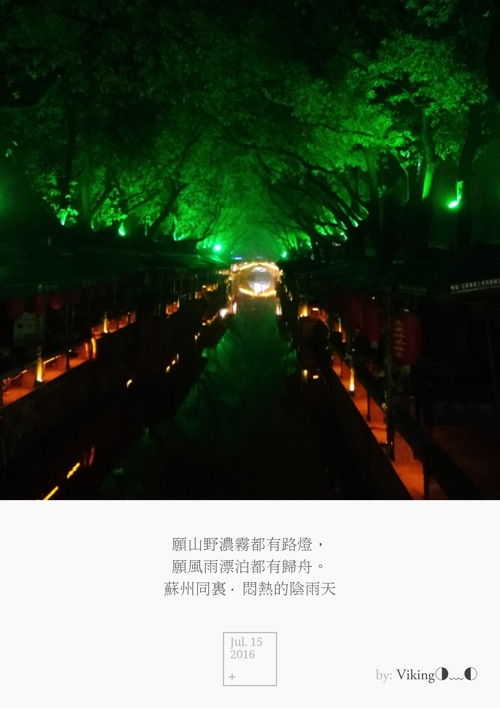 願山野濃霧都有路燈，
願風雨漂泊都有歸舟。
蘇州同裏 · 悶熱的陰雨天
Jul. 15
2016
+
by: Viking◑﹏◐